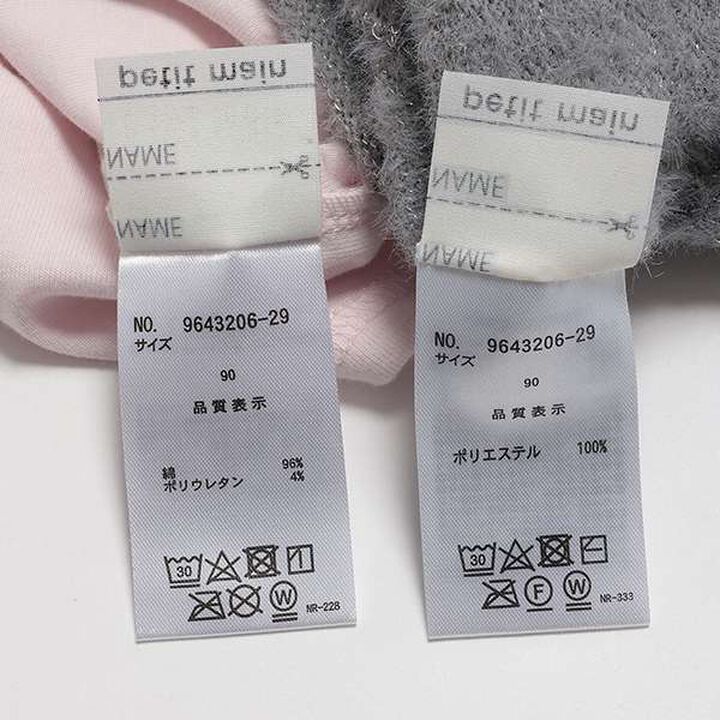 petit main
NAME
NAME
NO. 9643206-29
サイズ
90
品質表示
綿 96%
ポリウレタン 4%
30
W
NR-228
petit main
NAME
NAME
NO. 9643206-29
サイズ
90
品質表示
ポリエステル 100%
30
F W
NR-333